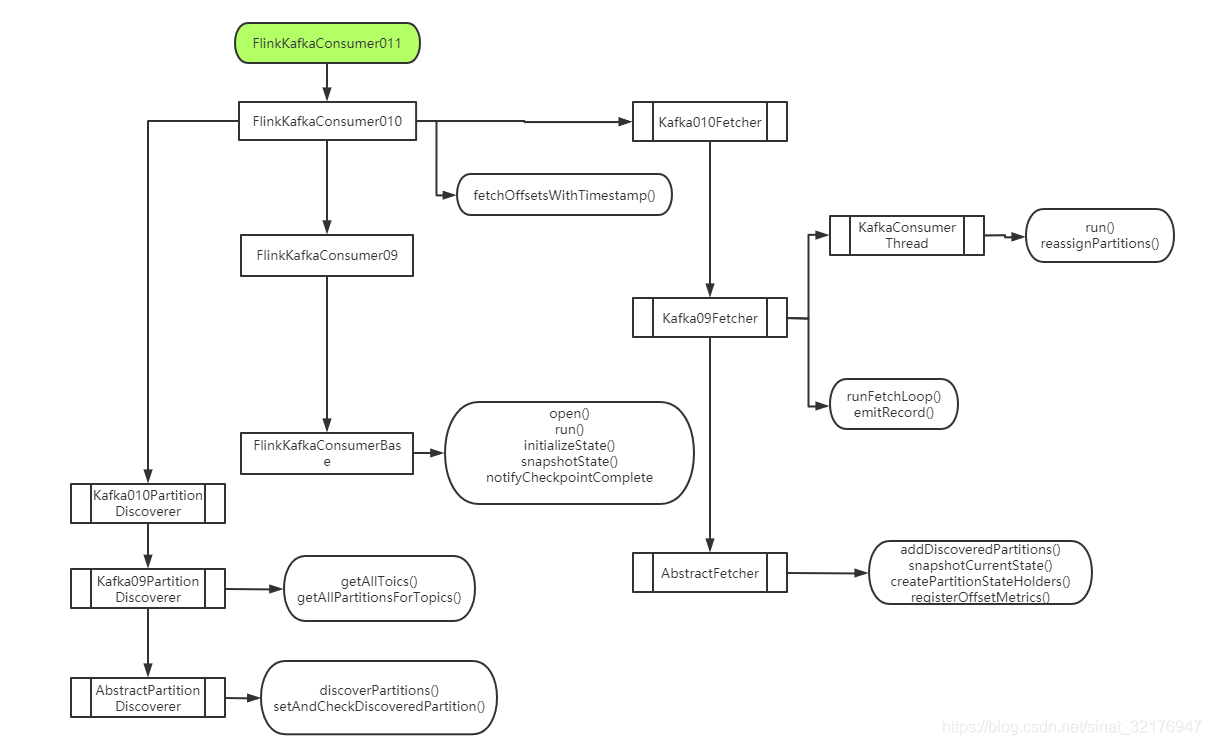 FlinkKafkaConsumer011
FlinkKafkaConsumer010
Kafka010Fetcher
fetchOffsetsWithTimestamp()
KafkaConsumer
Thread
run()
reassignPartitions()
FlinkKafkaConsumer09
Kafka09Fetcher
runFetchLoop()
emitRecord()
FlinkKafkaConsumerBas
e
open()
run()
initializeState()
snapshotState()
notifyCheckpointComplete
Kafka010Partition
Discoverer
Kafka09Partition
Discoverer
getAllToics()
getAllPartitionsForTopics()
AbstractFetcher
addDiscoveredPartitions()
snapshotCurrentState()
createPartitionStateHolders()
registerOffsetMetrics()
AbstractPartition
Discoverer
discoverPartitions()
setAndCheckDiscoveredPartition()
https://blog.csdn.net/sinat_32176947